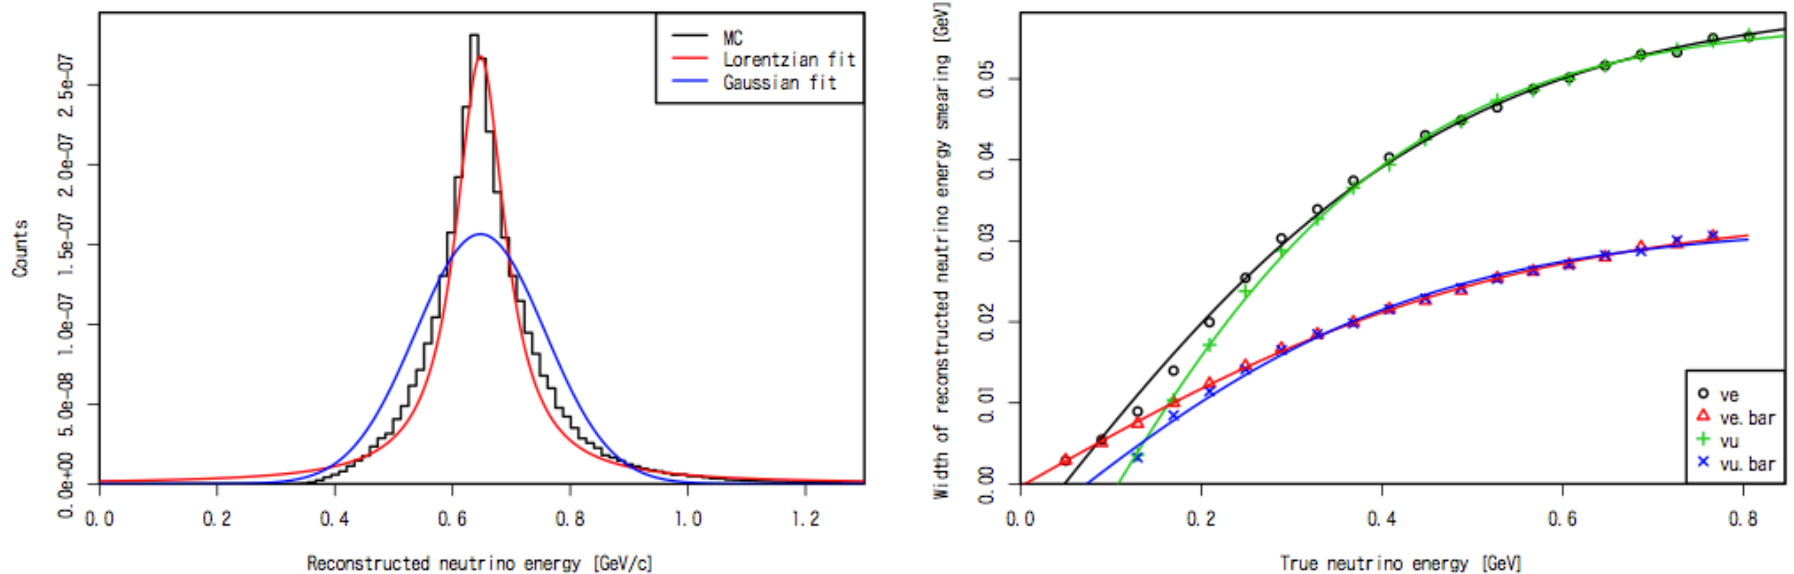 Counts
2.5e-07
2.0e-07
1.5e-07
1.0e-07
5.0e-08
0.0e+00
MC
Lorentzian fit
Gaussian fit
0.0 0.2 0.4 0.6 0.8 1.0 1.2
Reconstructed neutrino energy [GeV/c]
Width of reconstructed neutrino energy smearing [GeV]
0.05
0.04
0.03
0.02
0.01
0.00
νe
νe.bar
νu
νu.bar
0.0 0.2 0.4 0.6 0.8
True neutrino energy [GeV]